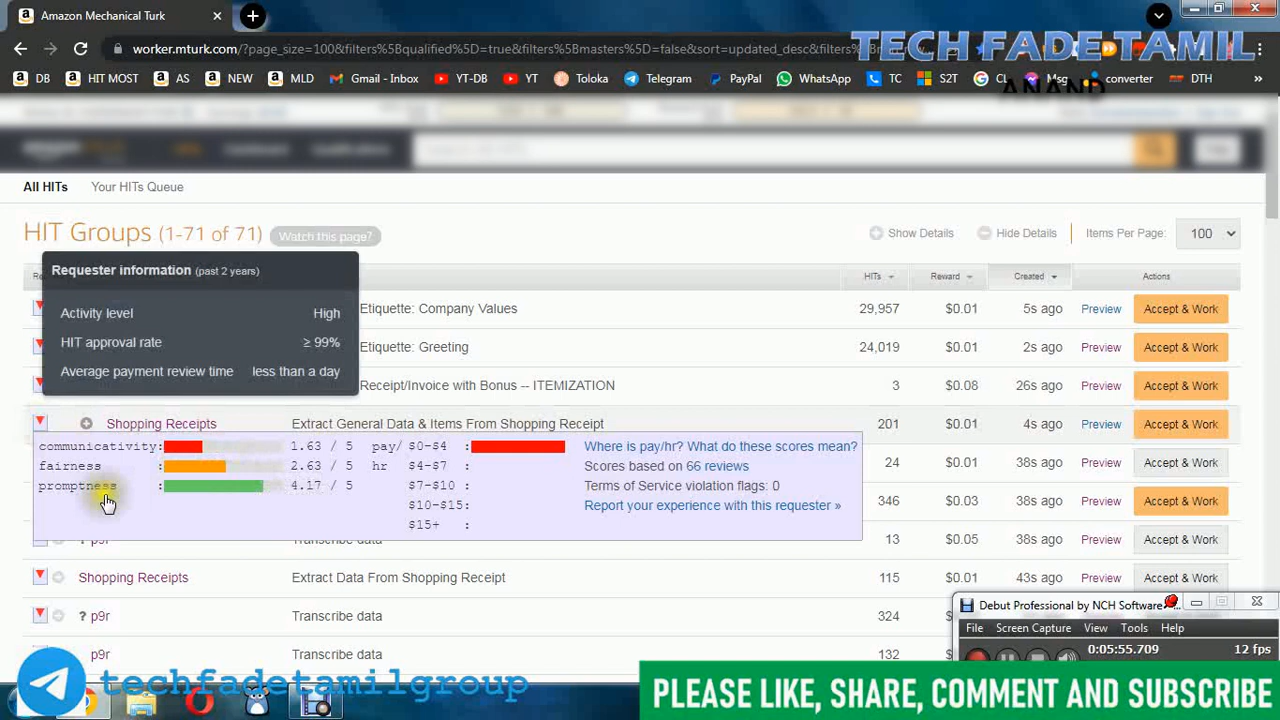 Amazon Mechanical Turk
worker.mturk.com/?page_size=100&filters%5Bqualified%5D=true&filters%5Bmasters%5D=false&sort=updated_desc&filters%5B
TECH FADE TAMIL
ANAND
DB HIT MOST AS NEW MLD Gmail - Inbox YT-DB YT Toloka Telegram PayPal WhatsApp TC S2T Msg converter DTH »
All HITs Your HITs Queue
HIT Groups (1-71 of 71) Watch this page? Show Details Hide Details Items Per Page: 100
HITs Reward Created Actions
Requester information (past 2 years)
Activity level High
HIT approval rate ≥ 99%
Average payment review time less than a day
Etiquette: Company Values 29,957 $0.01 5s ago Preview Accept & Work
Etiquette: Greeting 24,019 $0.01 2s ago Preview Accept & Work
Receipt/Invoice with Bonus -- ITEMIZATION 3 $0.08 26s ago Preview Accept & Work
Shopping Receipts Extract General Data & Items From Shopping Receipt 201 $0.01 4s ago Preview Accept & Work
communicativity: 1.63 / 5 pay/ $0-$4 : Where is pay/hr? What do these scores mean?
fairness : 2.63 / 5 hr $4-$7 : Scores based on 66 reviews
promptness : 4.17 / 5 $7-$10 : Terms of Service violation flags: 0
$10-$15: Report your experience with this requester »
$15+ :
24 $0.01 38s ago Preview Accept & Work
346 $0.03 38s ago Preview Accept & Work
? p9r Transcribe data 13 $0.05 38s ago Preview Accept & Work
Shopping Receipts Extract Data From Shopping Receipt 115 $0.01 43s ago Preview Accept & Work
? p9r Transcribe data 324 $0.03
p9r Transcribe data 132 $0.01
Debut Professional by NCH Software
File Screen Capture View Tools Help
0:05:55.709 12 fps
techfadetamilgroup
PLEASE LIKE, SHARE, COMMENT AND SUBSCRIBE